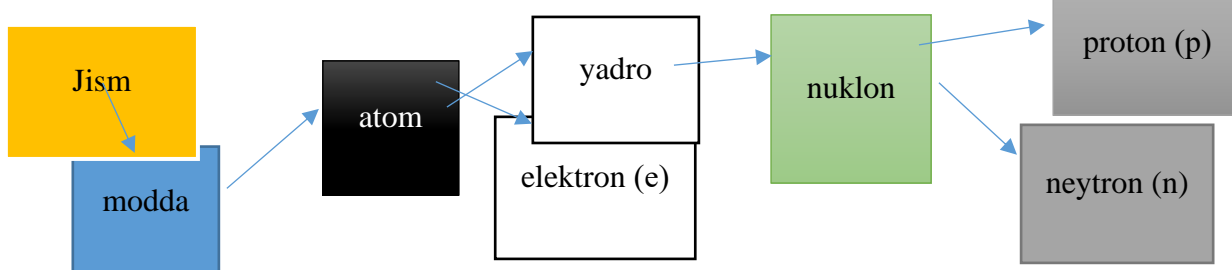 Jism
modda
atom
yadro
elektron (e)
nuklon
proton (p)
neytron (n)